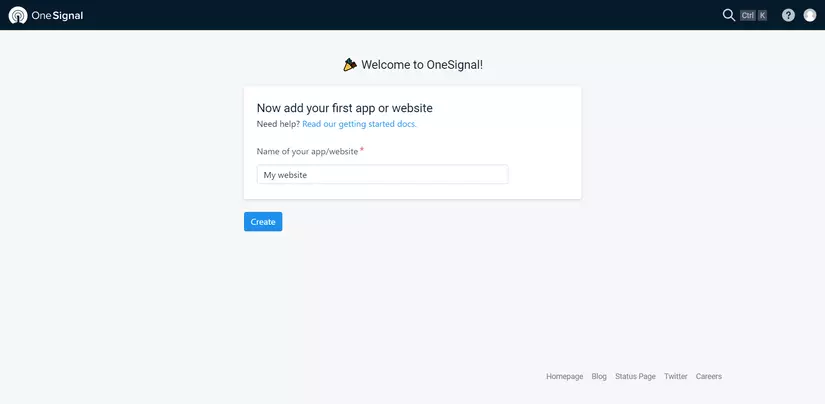 OneSignal
Ctrl K
Welcome to OneSignal!
Now add your first app or website
Need help? Read our getting started docs.
Name of your app/website *
My website
Create
Homepage Blog Status Page Twitter Careers